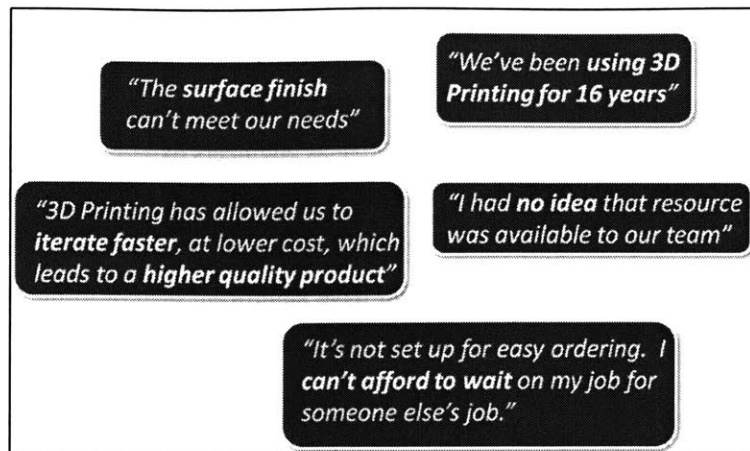 “The surface finish
can’t meet our needs”
“We’ve been using 3D
Printing for 16 years”
“3D Printing has allowed us to
iterate faster, at lower cost, which
leads to a higher quality product”
“I had no idea that resource
was available to our team”
“It’s not set up for easy ordering.  I
can’t afford to wait on my job for
someone else’s job.”